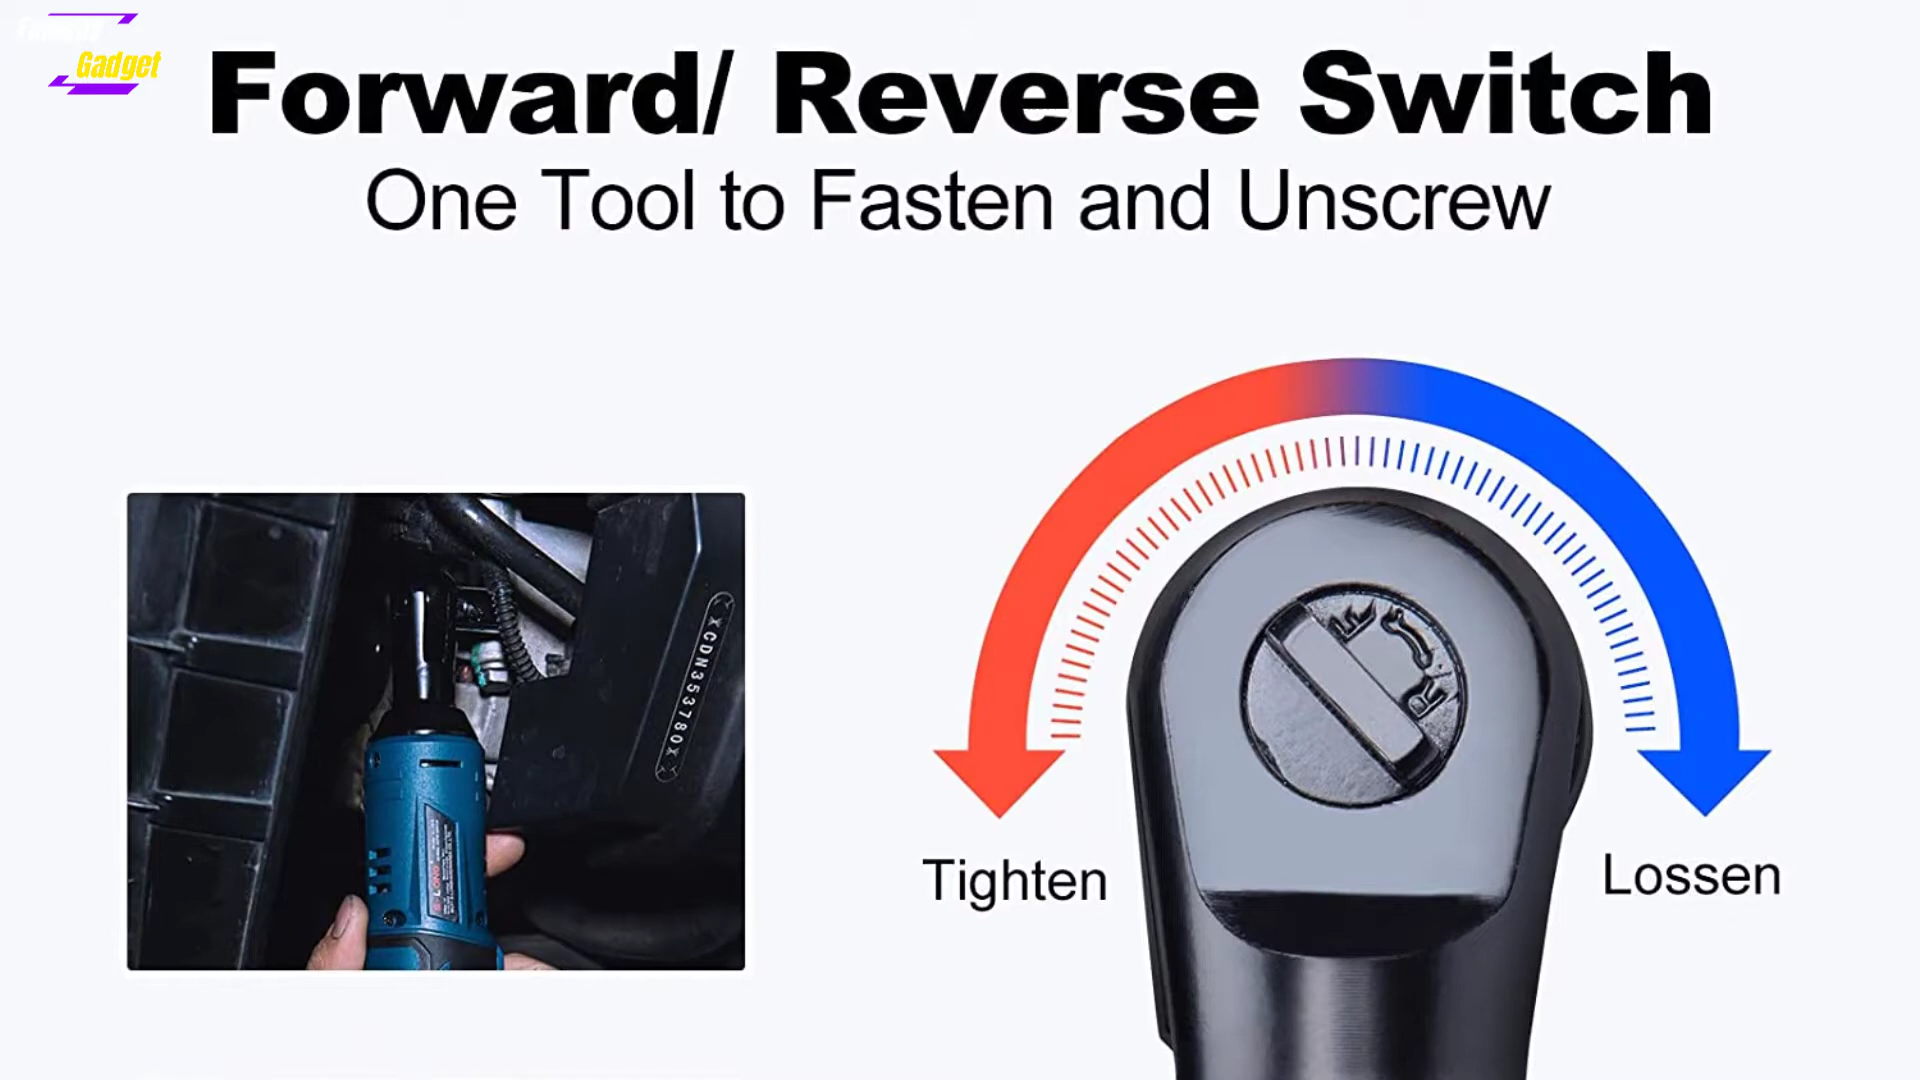 Gadget
Forward/ Reverse Switch
One Tool to Fasten and Unscrew
XCDN353780X
F
R
Tighten
Lossen